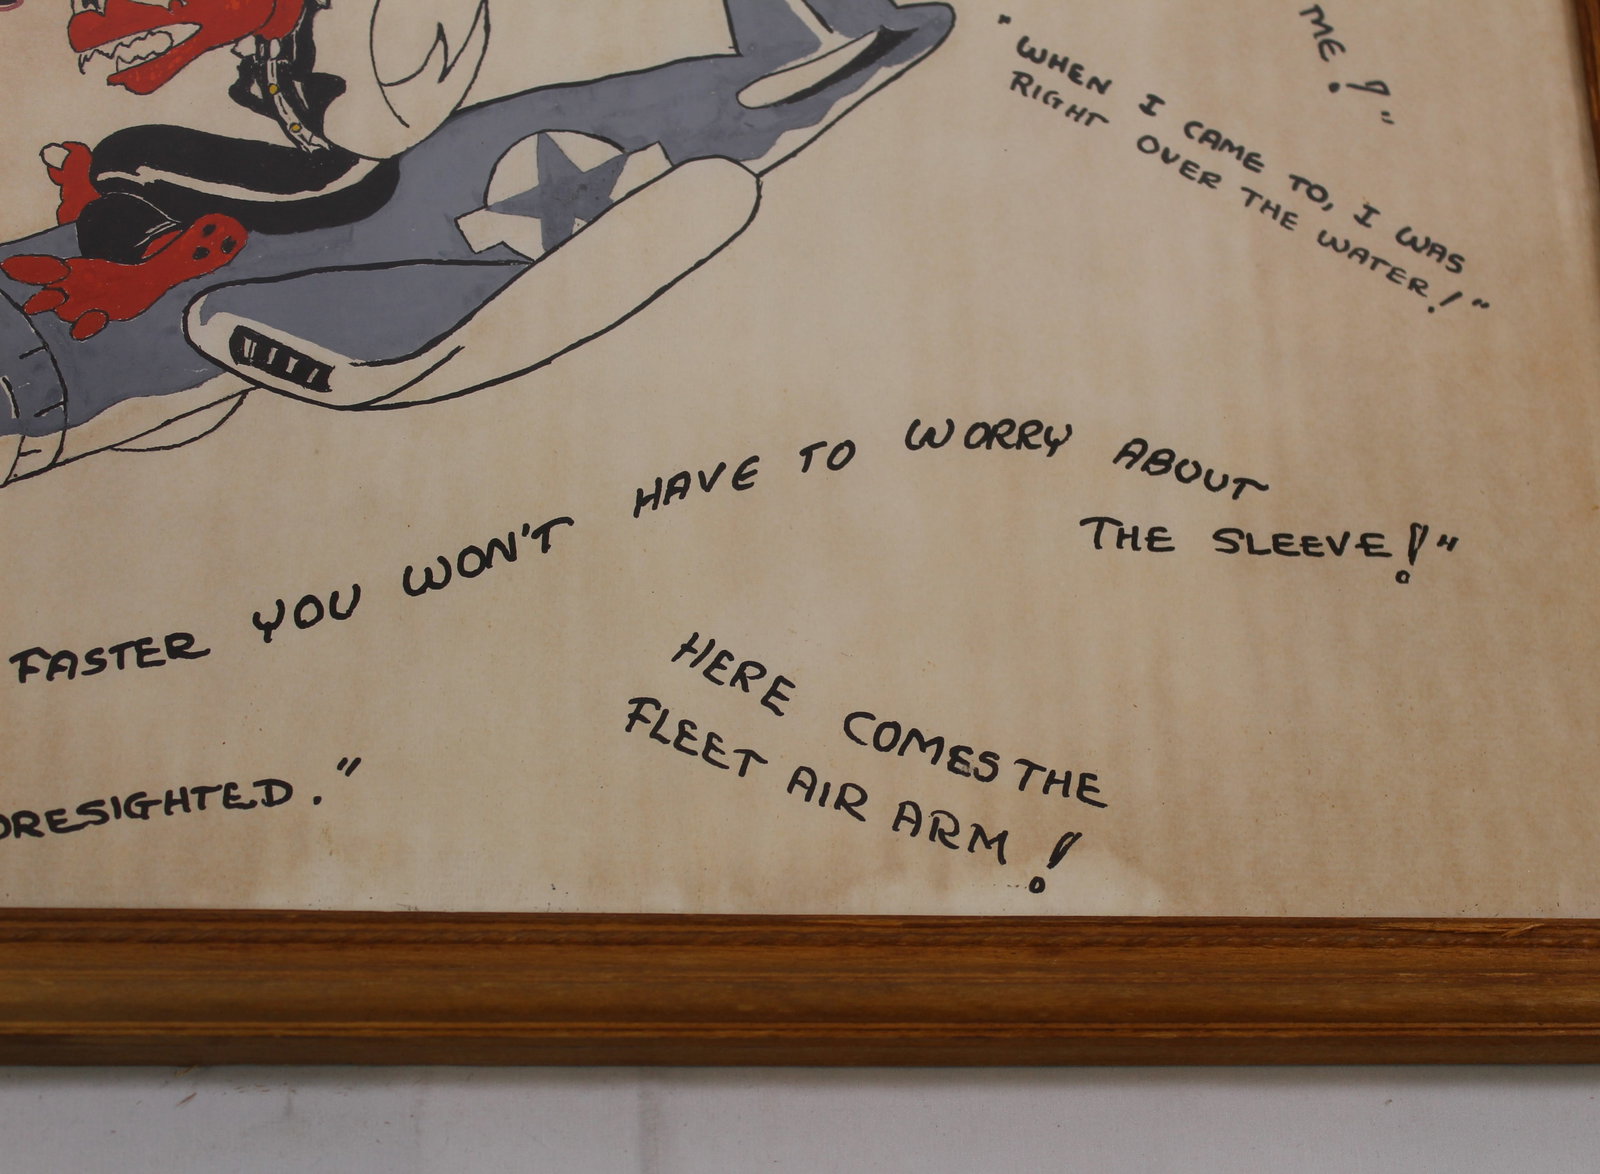 ME!"
"WHEN I CAME TO, I WAS
RIGHT OVER THE WATER!"
FASTER YOU WON'T HAVE TO WORRY ABOUT
THE SLEEVE!"
HERE COMES THE
FLEET AIR ARM!
ORESIGHTED."